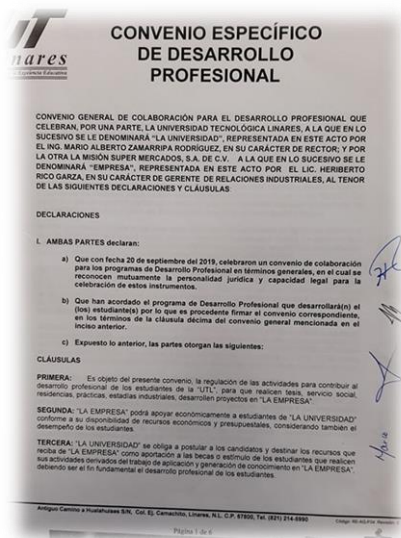 UT
nares
Excelencia Educativa
CONVENIO ESPECÍFICO
DE DESARROLLO
PROFESIONAL
CONVENIO GENERAL DE COLABORACIÓN PARA EL DESARROLLO PROFESIONAL QUE
CELEBRAN, POR UNA PARTE, LA UNIVERSIDAD TECNOLÓGICA LINARES, A LA QUE EN LO
SUCESIVO SE LE DENOMINARÁ “LA UNIVERSIDAD”, REPRESENTADA EN ESTE ACTO POR
EL ING. MARIO ALBERTO ZAMARRIPA RODRÍGUEZ, EN SU CARÁCTER DE RECTOR; Y POR
LA OTRA LA MISIÓN SUPER MERCADOS, S.A. DE C.V. A LA QUE EN LO SUCESIVO SE LE
DENOMINARÁ “EMPRESA”, REPRESENTADA EN ESTE ACTO POR EL LIC. HERIBERTO
RICO GARZA, EN SU CARÁCTER DE GERENTE DE RELACIONES INDUSTRIALES, AL TENOR
DE LAS SIGUIENTES DECLARACIONES Y CLÁUSULAS
DECLARACIONES
I. AMBAS PARTES declaran:
a) Que con fecha 20 de septiembre del 2019, celebraron un convenio de colaboración
para los programas de Desarrollo Profesional en términos generales, en el cual se
reconocen mutuamente la personalidad jurídica y capacidad legal para la
celebración de estos instrumentos.
b) Que han acordado el programa de Desarrollo Profesional que desarrollará(n) el
(los) estudiante(s) por lo que es procedente firmar el convenio correspondiente,
en los términos de la cláusula décima del convenio general mencionada en el
inciso anterior.
c) Expuesto lo anterior, las partes otorgan las siguientes:
CLÁUSULAS
PRIMERA: Es objeto del presente convenio, la regulación de las actividades para contribuir al
desarrollo profesional de los estudiantes de la “UTL”, para que realicen tesis, servicio social,
residencias, prácticas, estadías industriales, desarrollen proyectos en “LA EMPRESA”.
SEGUNDA: “LA EMPRESA” podrá apoyar económicamente a estudiantes de “LA UNIVERSIDAD”
conforme a su disponibilidad de recursos económicos y presupuestales, considerando también el
desempeño de los estudiantes.
TERCERA: “LA UNIVERSIDAD” se obliga a postular a los candidatos y destinar los recursos que
reciba de “LA EMPRESA” como aportación a las becas o estímulo de los estudiantes que realicen
sus actividades derivados del trabajo de aplicación y generación de conocimiento en “LA EMPRESA”,
debiendo ser el fin fundamental el desarrollo profesional de los estudiantes.
Antiguo Camino a Hualahuises S/N, Col. Ej. Camachito, Linares, N.L. C.P. 67800, Tel. (821) 214-5980
Página 1 de 6